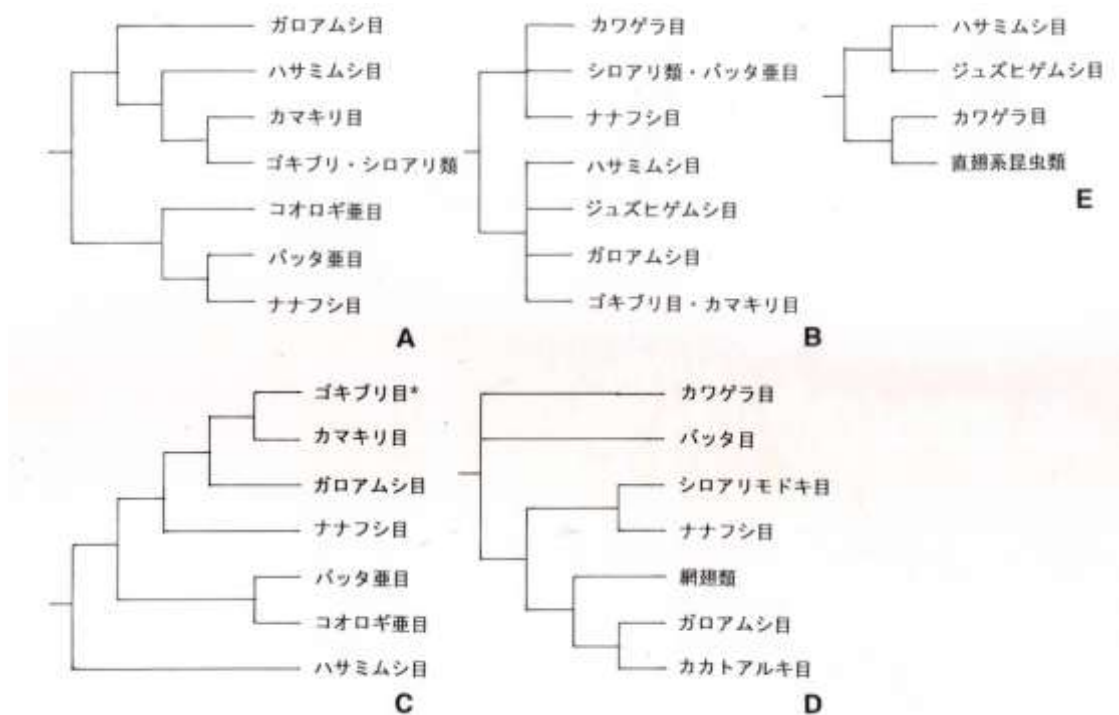 ガロアムシ目
ハサミムシ目
カマキリ目
ゴキブリ・シロアリ類
コオロギ亜目
バッタ亜目
ナナフシ目
A
カワゲラ目
シロアリ類・バッタ亜目
ナナフシ目
ハサミムシ目
ジュズヒゲムシ目
ガロアムシ目
ゴキブリ目・カマキリ目
B
ハサミムシ目
ジュズヒゲムシ目
カワゲラ目
直翅系昆虫類
E
ゴキブリ目*
カマキリ目
ガロアムシ目
ナナフシ目
バッタ亜目
コオロギ亜目
ハサミムシ目
C
カワゲラ目
バッタ目
シロアリモドキ目
ナナフシ目
網翅類
ガロアムシ目
カカトアルキ目
D